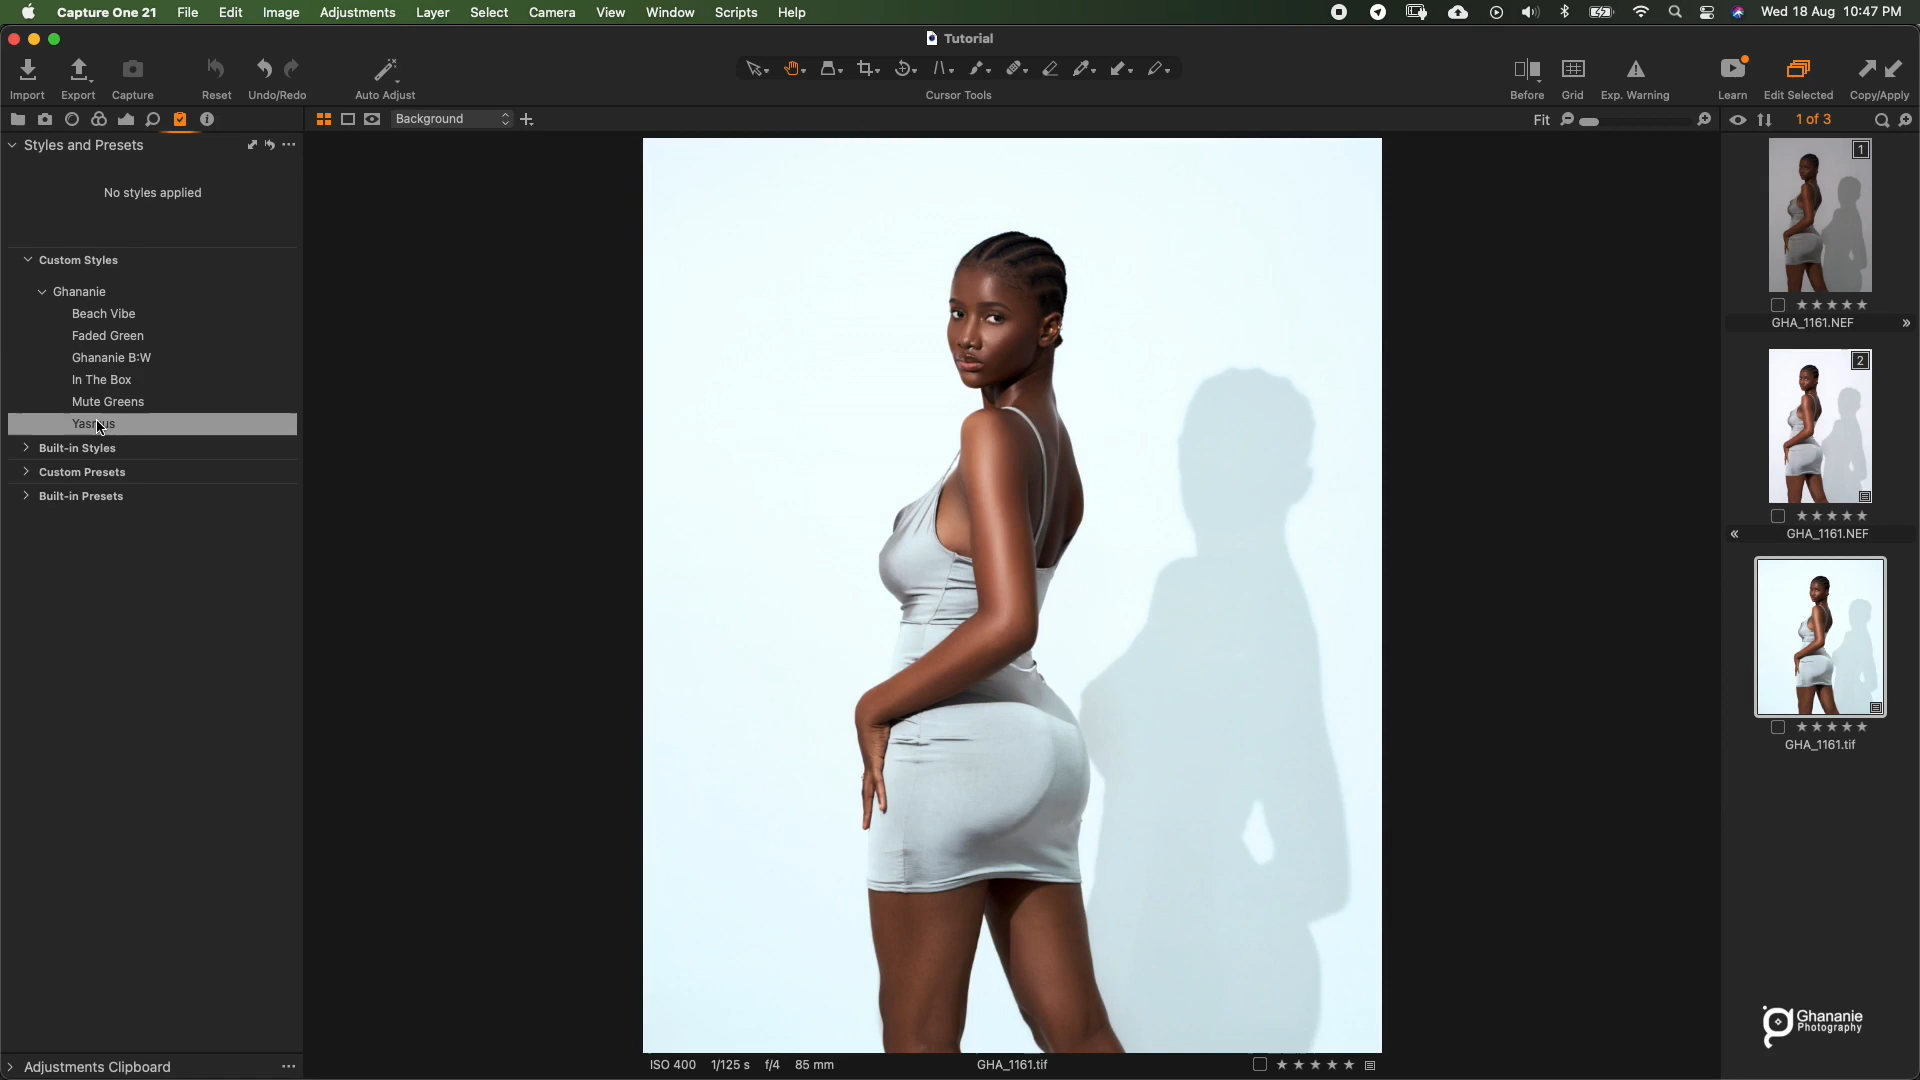 Capture One 21 File Edit Image Adjustments Layer Select Camera View Window Scripts Help Wed 18 Aug 10:47 PM
Tutorial
Import Export Capture Reset Undo/Redo Auto Adjust Cursor Tools Before Grid Exp. Warning Learn Edit Selected Copy/Apply
Background Fit 1 of 3
Styles and Presets
No styles applied
Custom Styles
Ghananie
Beach Vibe
Faded Green
Ghananie B:W
In The Box
Mute Greens
Built-in Styles
Custom Presets
Built-in Presets
Adjustments Clipboard
ISO 400 1/125 s f/4 85 mm GHA_1161.tif
1
GHA_1161.NEF
2
GHA_1161.NEF
GHA_1161.tif
Ghananie
Photography